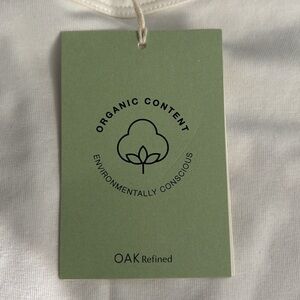 ORGANIC CONTENT
ENVIRONMENTALLY CONSCIOUS
OAK Refined